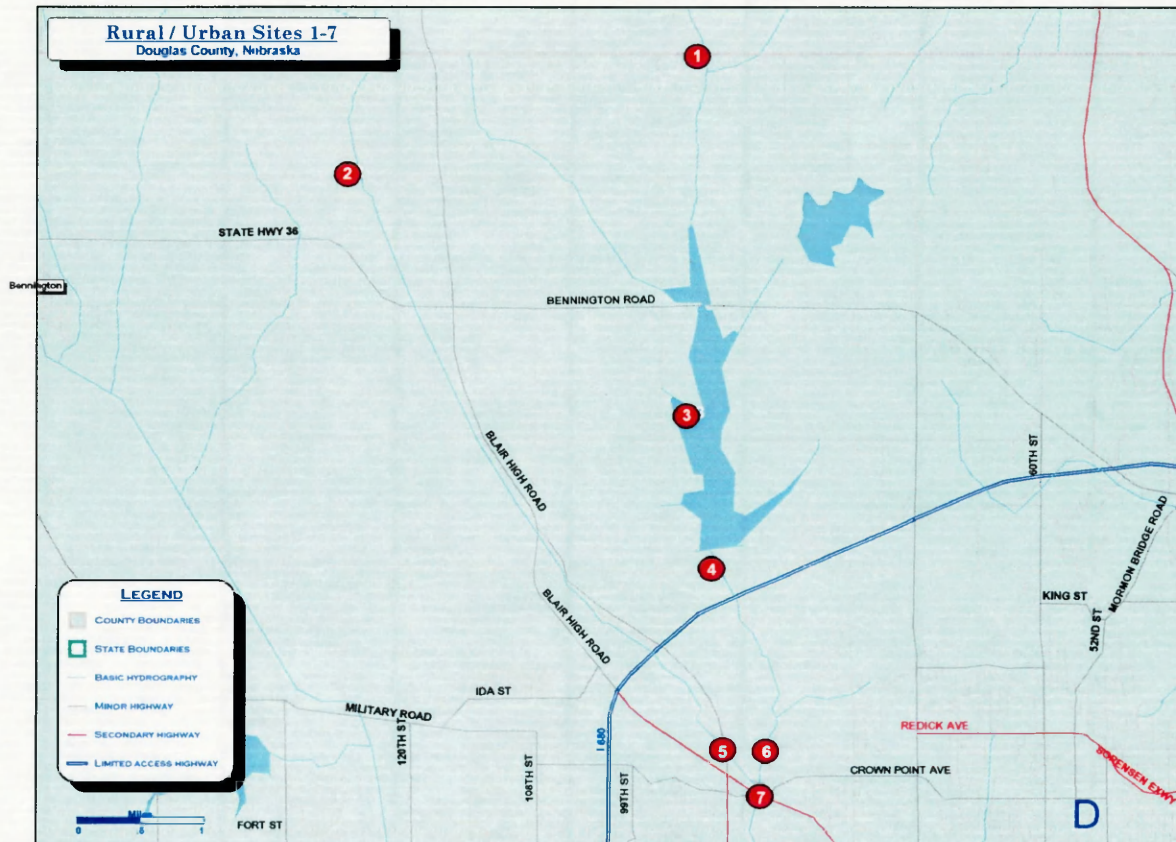 Rural / Urban Sites 1-7
Douglas County, Nebraska
1
2
STATE HWY 36
Bennington
BENNINGTON ROAD
3
BLAIR HIGH ROAD
60TH ST
MORMON BRIDGE ROAD
4
KING ST
52ND ST
BLAIR HIGH ROAD
LEGEND
COUNTY BOUNDARIES
STATE BOUNDARIES
BASIC HYDROGRAPHY
MINOR HIGHWAY
SECONDARY HIGHWAY
LIMITED ACCESS HIGHWAY
0 .5 1
IDA ST
MILITARY ROAD
120TH ST
I 680
REDICK AVE
SORENSEN EXWY
5
6
108TH ST
99TH ST
CROWN POINT AVE
7
FORT ST
D